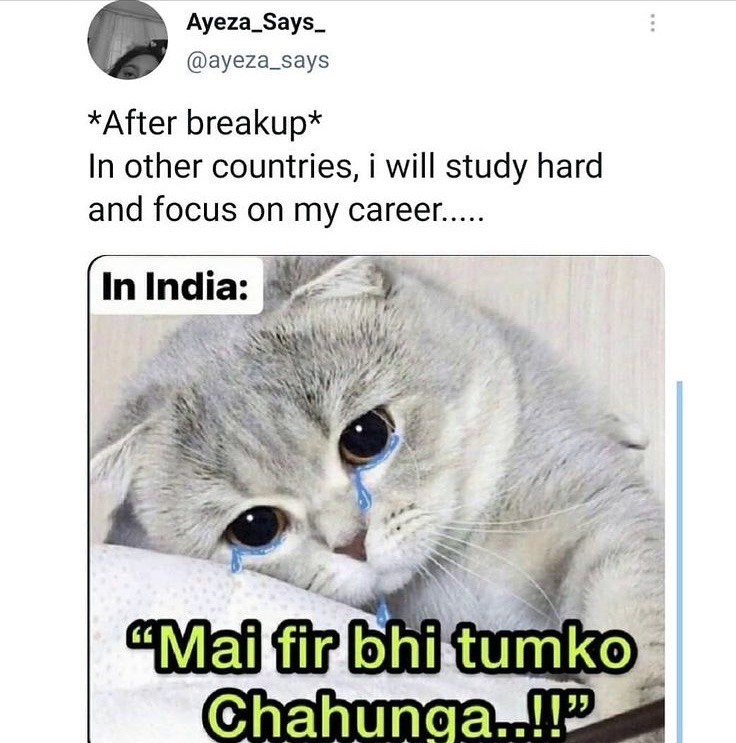 Ayeza_Says_
@ayeza_says
*After breakup*
In other countries, i will study hard
and focus on my career.....
In India:
“Mai fir bhi tumko
Chahunga..!!”